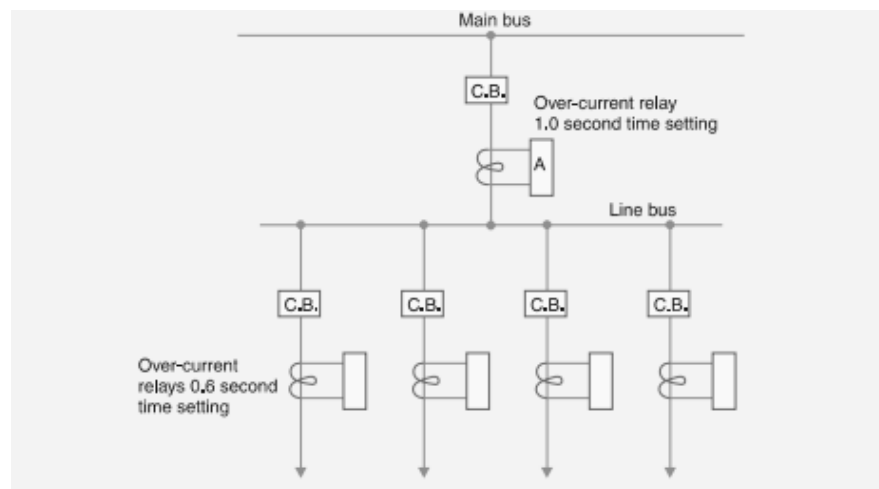 Main bus
C.B.
Over-current relay
1.0 second time setting
A
Line bus
C.B.
C.B.
C.B.
C.B.
Over-current
relays 0.6 second
time setting